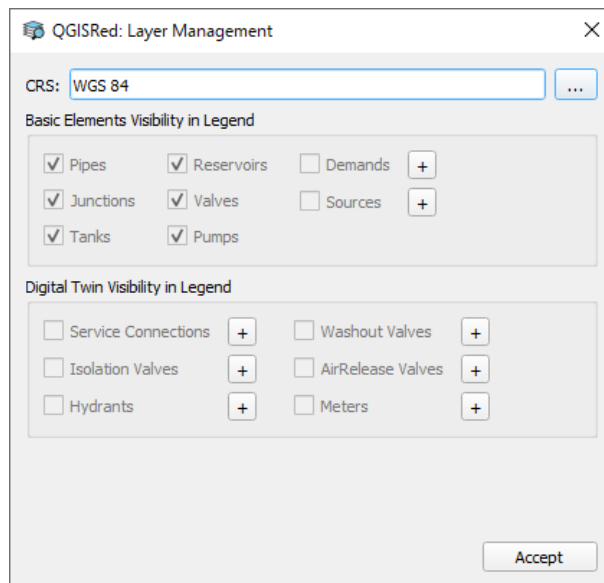 QGISRed: Layer Management
CRS: WGS 84 ...
Basic Elements Visibility in Legend
Pipes Reservoirs Demands +
Junctions Valves Sources +
Tanks Pumps
Digital Twin Visibility in Legend
Service Connections + Washout Valves +
Isolation Valves + AirRelease Valves +
Hydrants + Meters +
Accept